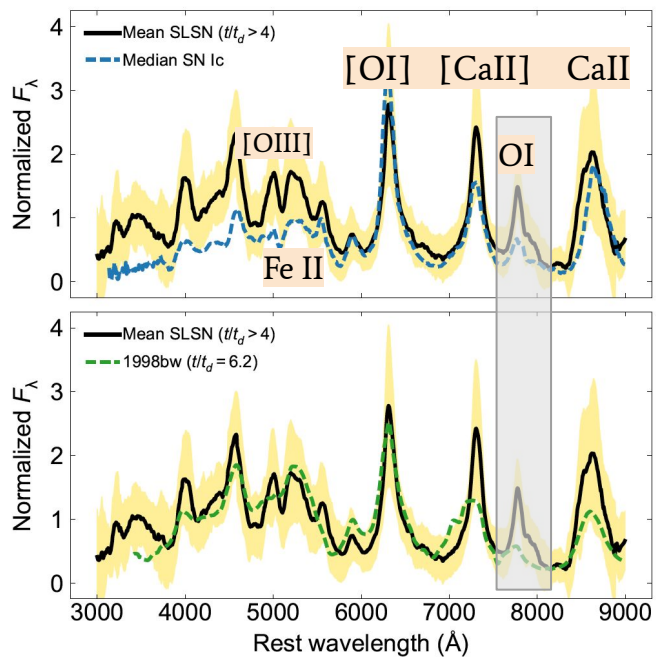 Mean SLSN (t/t_d > 4)
Median SN Ic
[OI] [CaII] CaII
[OIII]
OI
Fe II
Normalized F_λ
4
3
2
1
0
Mean SLSN (t/t_d > 4)
1998bw (t/t_d = 6.2)
Normalized F_λ
4
3
2
1
0
3000 4000 5000 6000 7000 8000 9000
Rest wavelength (Å)